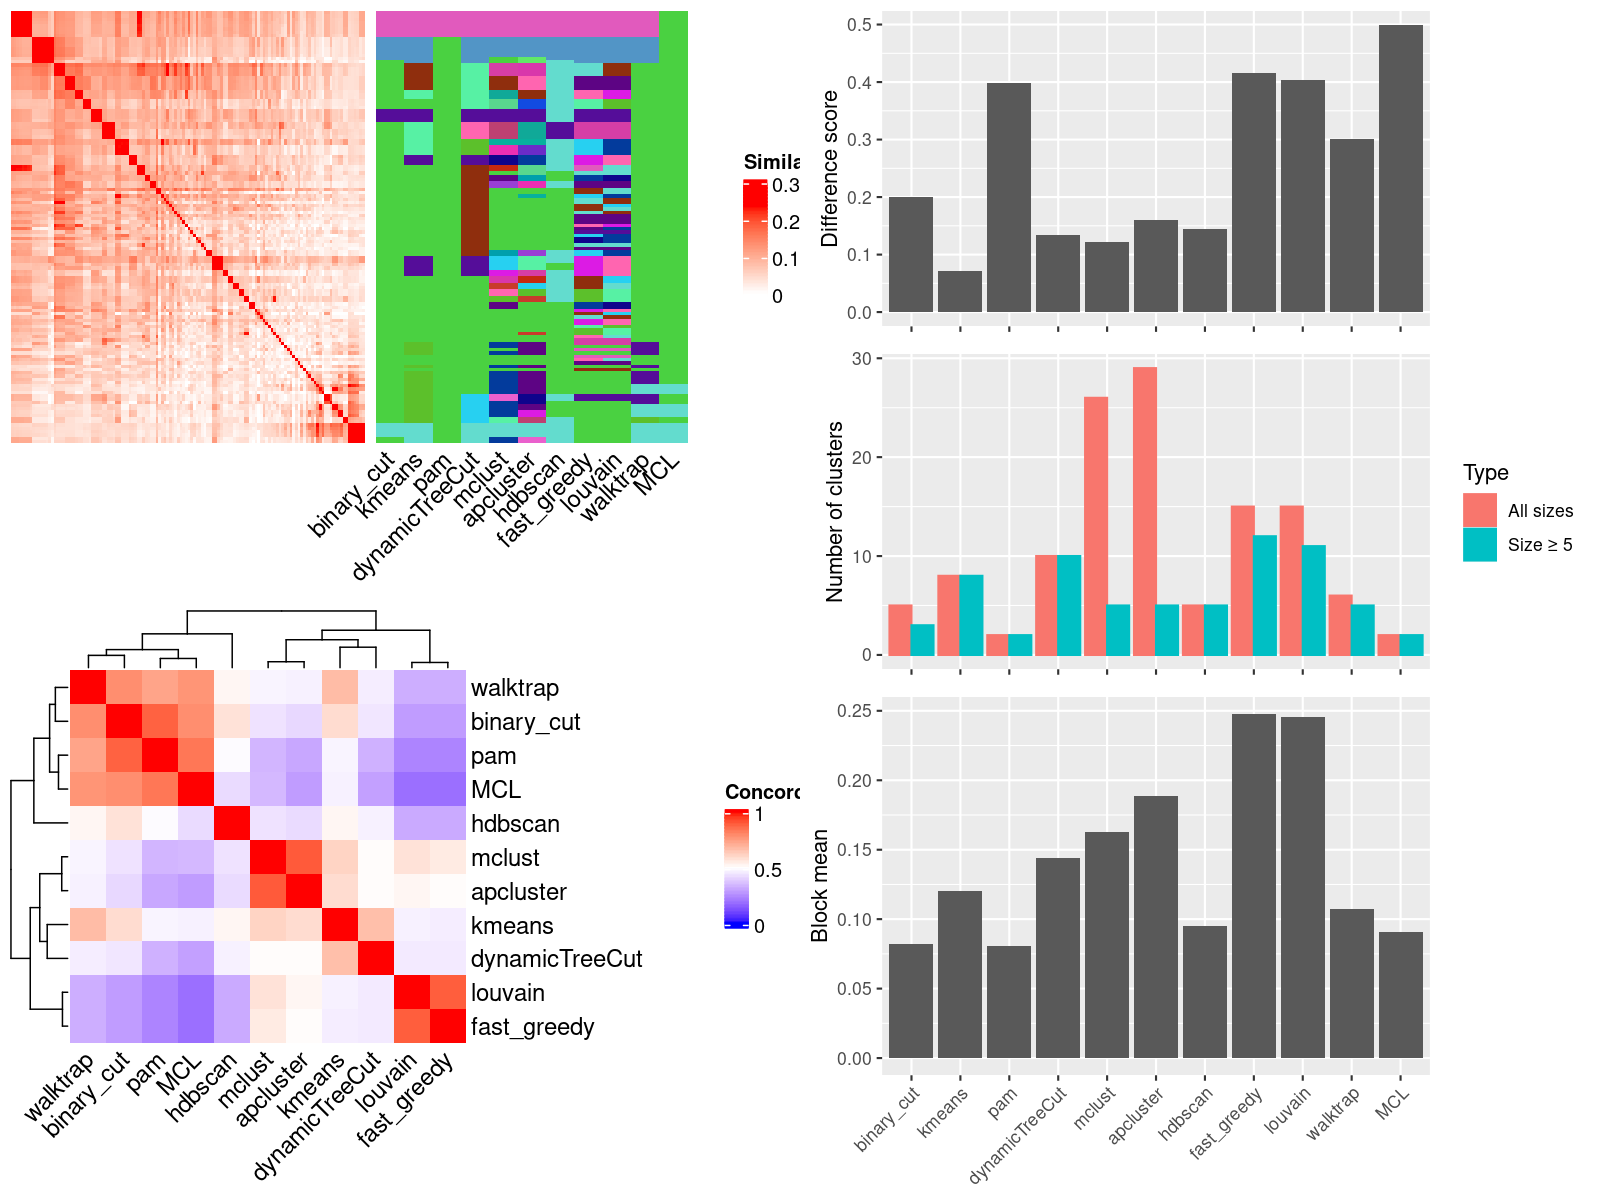 Simila
0.3
0.2
0.1
0
binary_cut
kmeans
pam
dynamicTreeCut
mclust
apcluster
hdbscan
fast_greedy
louvain
walktrap
MCL
walktrap
binary_cut
pam
MCL
hdbscan
mclust
apcluster
kmeans
dynamicTreeCut
louvain
fast_greedy
Concord
1
0.5
0
walktrap
binary_cut
pam
MCL
hdbscan
mclust
apcluster
kmeans
dynamicTreeCut
louvain
fast_greedy
Difference score
0.5
0.4
0.3
0.2
0.1
0.0
Number of clusters
30
20
10
0
Type
All sizes
Size ≥ 5
Block mean
0.25
0.20
0.15
0.10
0.05
0.00
binary_cut
kmeans
pam
dynamicTreeCut
mclust
apcluster
hdbscan
fast_greedy
louvain
walktrap
MCL